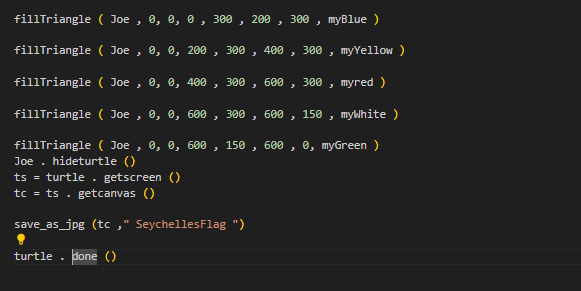 fillTriangle ( Joe , 0, 0, 0 , 300 , 200 , 300 , myBlue )
fillTriangle ( Joe , 0, 0, 200 , 300 , 400 , 300 , myYellow )
fillTriangle ( Joe , 0, 0, 400 , 300 , 600 , 300 , myred )
fillTriangle ( Joe , 0, 0, 600 , 300 , 600 , 150 , myWhite )
fillTriangle ( Joe , 0, 0, 600 , 150 , 600 , 0, myGreen )
Joe . hideturtle ()
ts = turtle . getscreen ()
tc = ts . getcanvas ()
save_as_jpg (tc ," SeychellesFlag ")
turtle . done ()